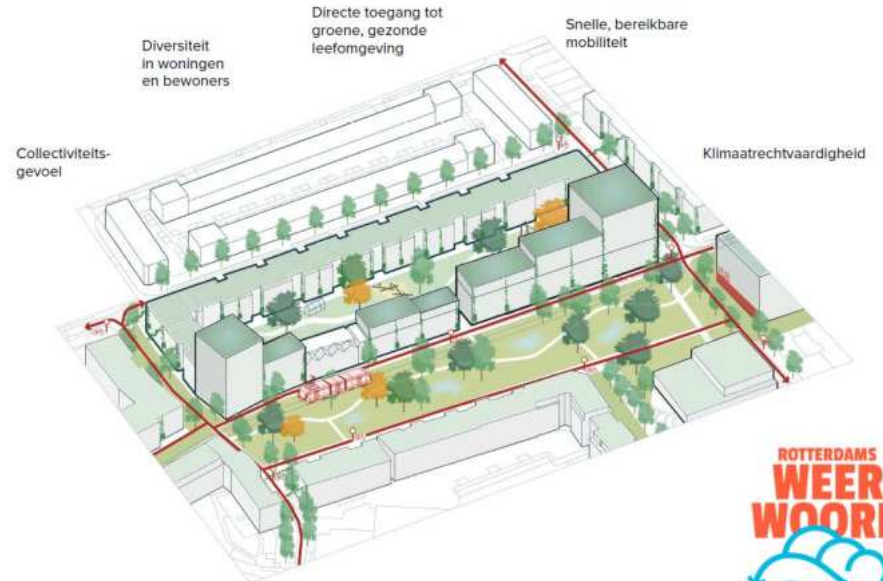 Directe toegang tot
groene, gezonde
leefomgeving
Snelle, bereikbare
mobiliteit
Diversiteit
in woningen
en bewoners
Collectiviteits-
gevoel
Klimaatrechtvaardigheid
ROTTERDAMS
WEER
WOORD